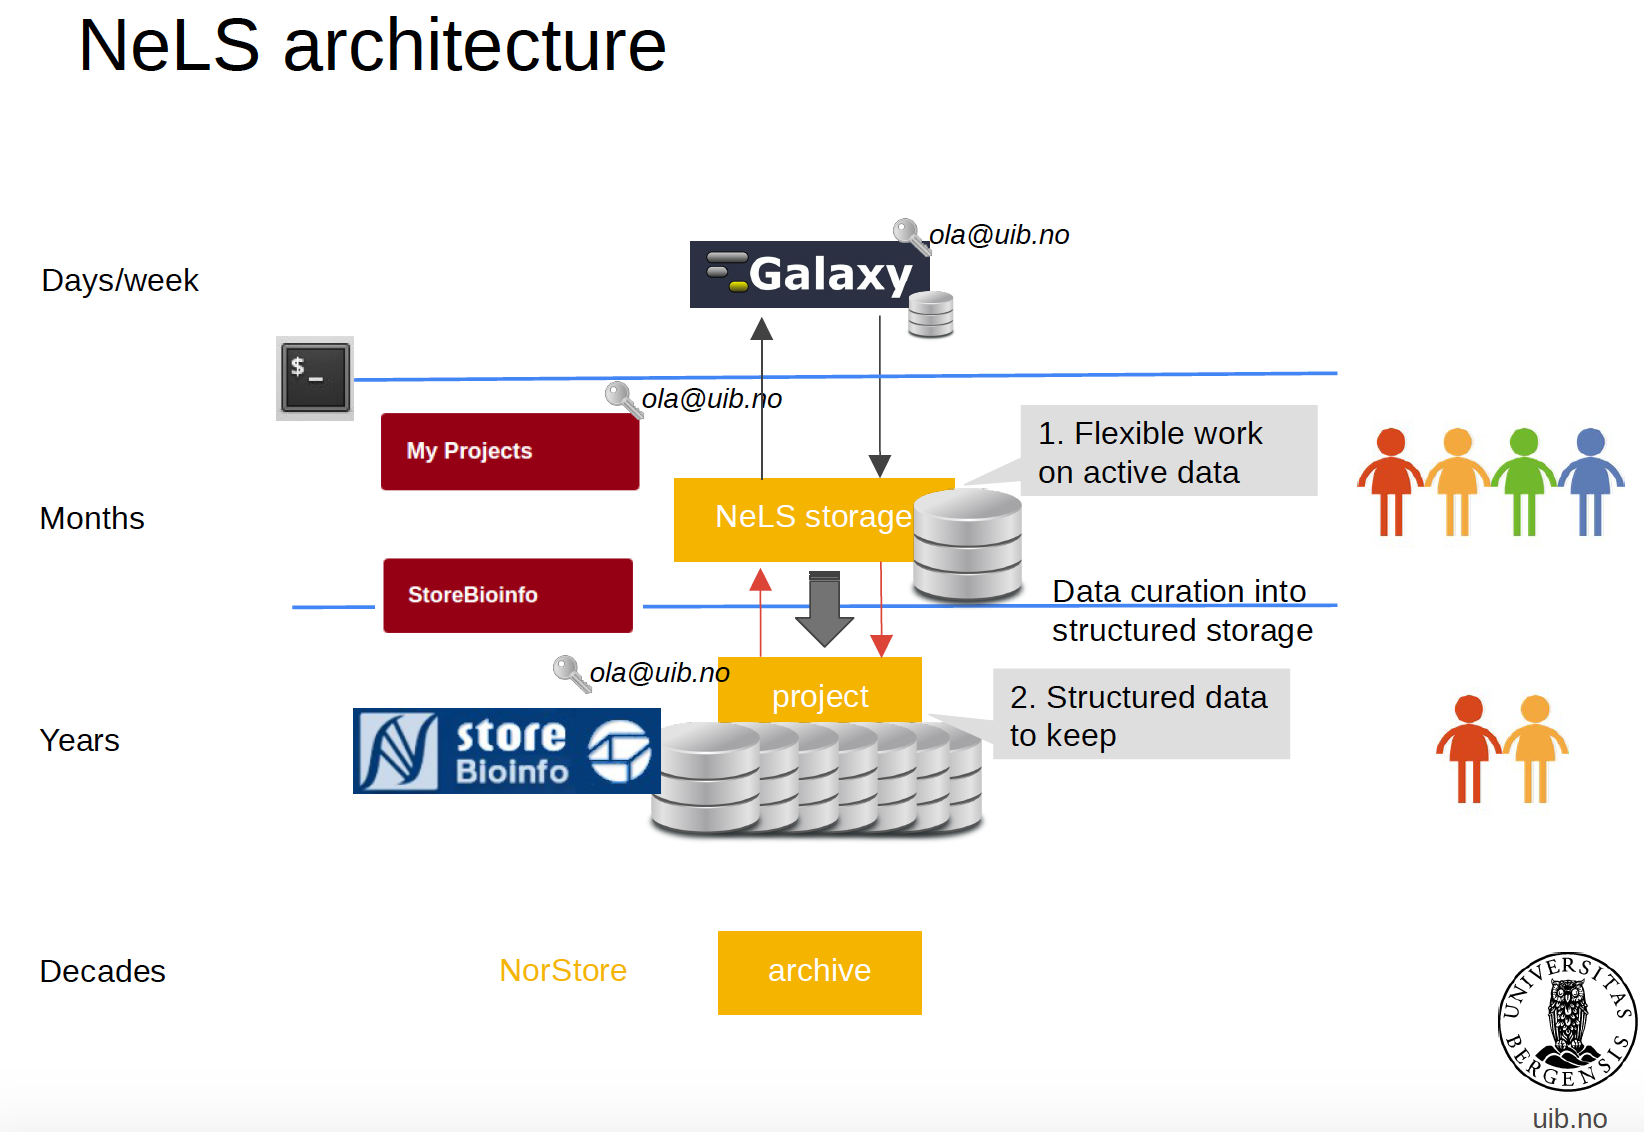 NeLS architecture
ola@uib.no
Days/week
Galaxy
$_
ola@uib.no
My Projects
1. Flexible work
on active data
Months
NeLS storage
StoreBioinfo
Data curation into
structured storage
ola@uib.no
project
2. Structured data
to keep
Years
store
Bioinfo
Decades
NorStore
archive
UNIVERSITAS
BERGENSIS
uib.no